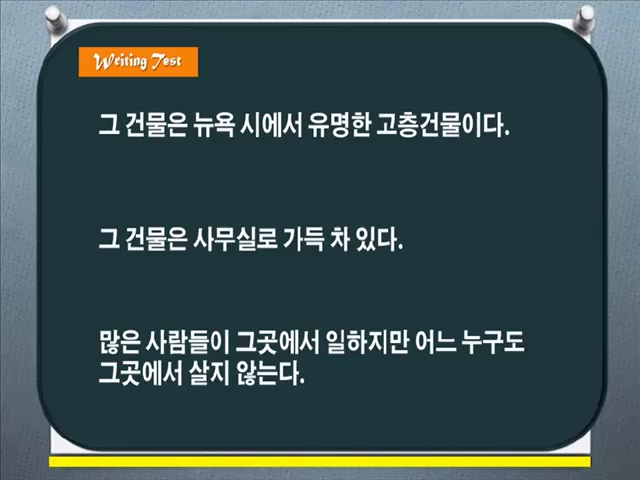 Writing Test
그 건물은 뉴욕 시에서 유명한 고층건물이다.
그 건물은 사무실로 가득 차 있다.
많은 사람들이 그곳에서 일하지만 어느 누구도
그곳에서 살지 않는다.